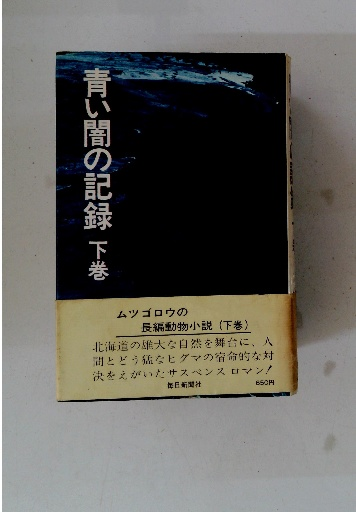 青い闇の記録 下巻
ムツゴロウの
長編動物小説（下巻）
北海道の雄大な自然を舞台に、人
間とどう猛なヒグマの宿命的な対
決をえがいたサスペンスロマン！
毎日新聞社
650円